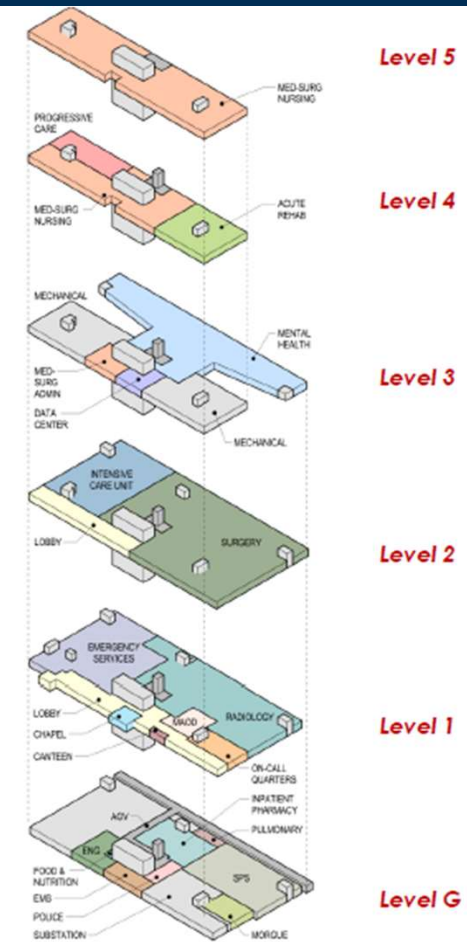 Level 5
MED-SURG
NURSING
PROGRESSIVE
CARE
Level 4
MED-SURG
NURSING
ACUTE
REHAB
MECHANICAL
MENTAL
HEALTH
Level 3
MED-
SURG
ADMIN
DATA
CENTER
MECHANICAL
INTENSIVE
CARE UNIT
LOBBY
SURGERY
Level 2
EMERGENCY
SERVICES
LOBBY
CHAPEL
CANTEEN
MAOD
RADIOLOGY
Level 1
ON-CALL
QUARTERS
INPATIENT
PHARMACY
PULMONARY
AGV
ENG
FOOD &
NUTRITION
EMS
POLICE
SUBSTATION
SPS
MORGUE
Level G